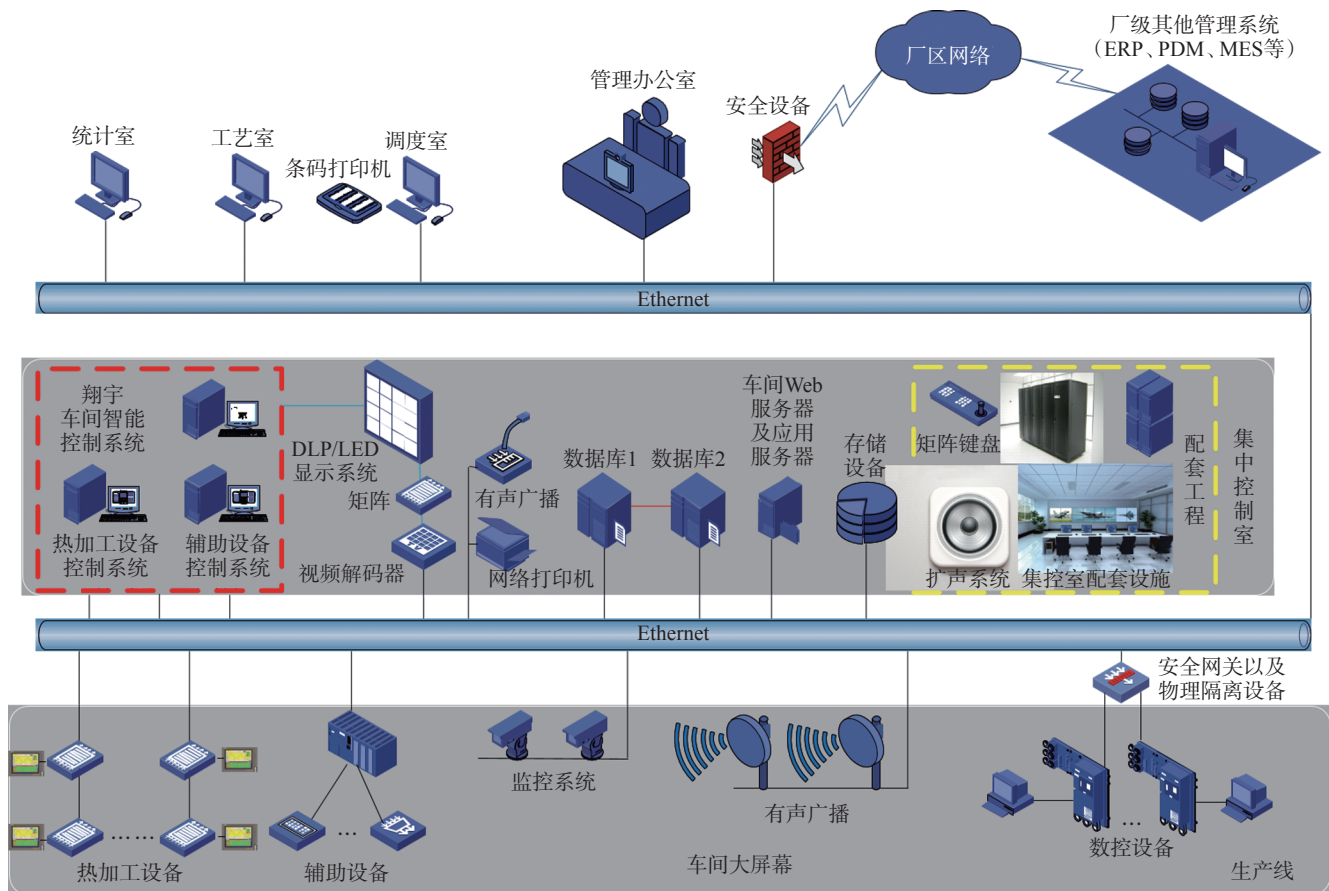 厂级其他管理系统
（ERP、PDM、MES等）
厂区网络
管理办公室
安全设备
统计室
工艺室
调度室
条码打印机
Ethernet
翔宇
车间智能
控制系统
热加工设备
控制系统
辅助设备
控制系统
DLP/LED
显示系统
矩阵
视频解码器
有声广播
网络打印机
数据库1
数据库2
车间Web
服务器
及应用
服务器
存储
设备
矩阵键盘
扩声系统
集控室配套设施
配套工程
集中控制室
Ethernet
安全网关以及
物理隔离设备
热加工设备
……
辅助设备
…
监控系统
有声广播
车间大屏幕
…
数控设备
生产线